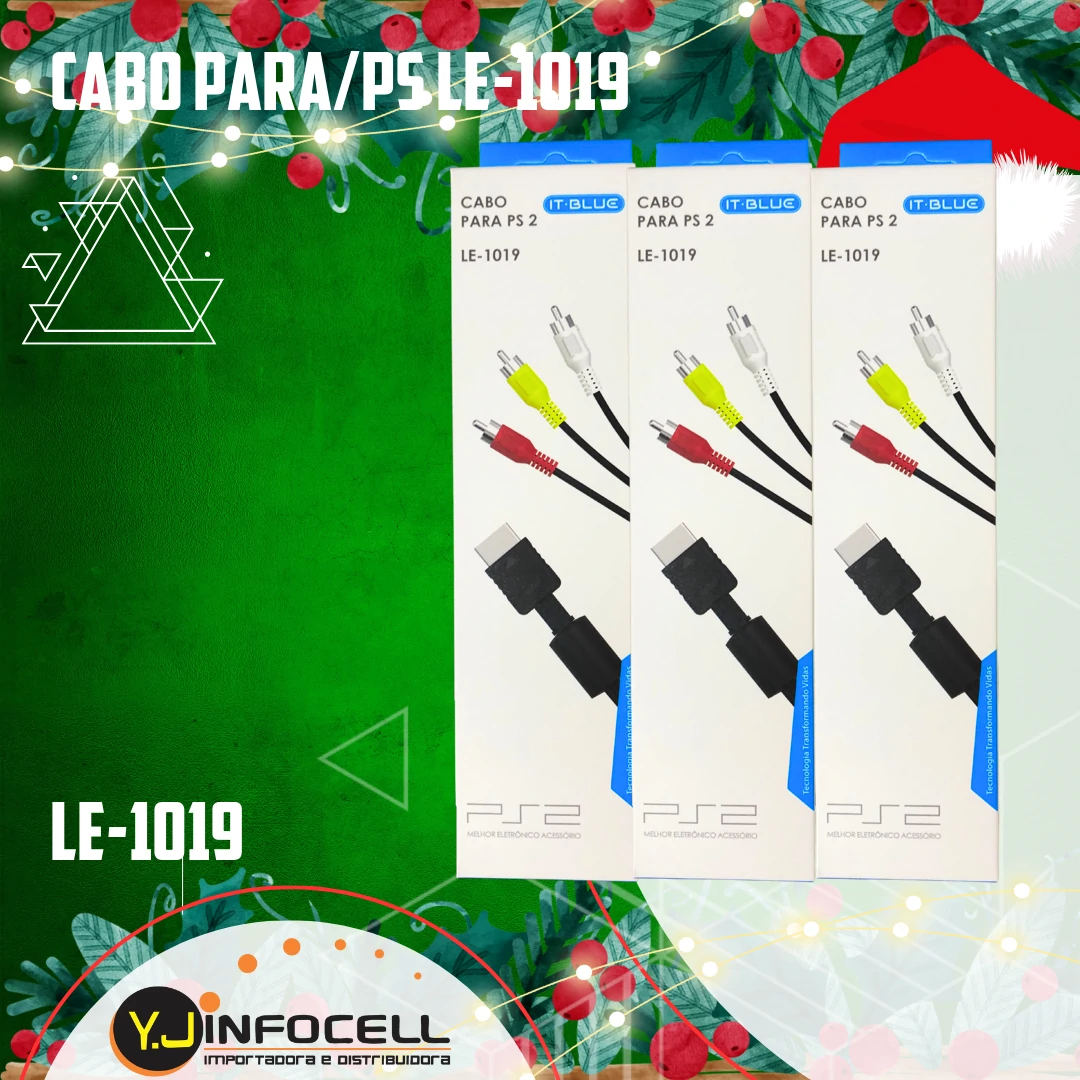 CABO PARA/PS LE-1019
CABO
PARA PS 2
IT·BLUE
LE-1019
Tecnologia Transformando Vidas
PS2
MELHOR ELETRÔNICO ACESSÓRIO
CABO
PARA PS 2
IT·BLUE
LE-1019
Tecnologia Transformando Vidas
PS2
MELHOR ELETRÔNICO ACESSÓRIO
CABO
PARA PS 2
IT·BLUE
LE-1019
Tecnologia Transformando Vidas
PS2
MELHOR ELETRÔNICO ACESSÓRIO
LE-1019
Y.J INFOCELL
IMPORTADORA E DISTRIBUIDORA